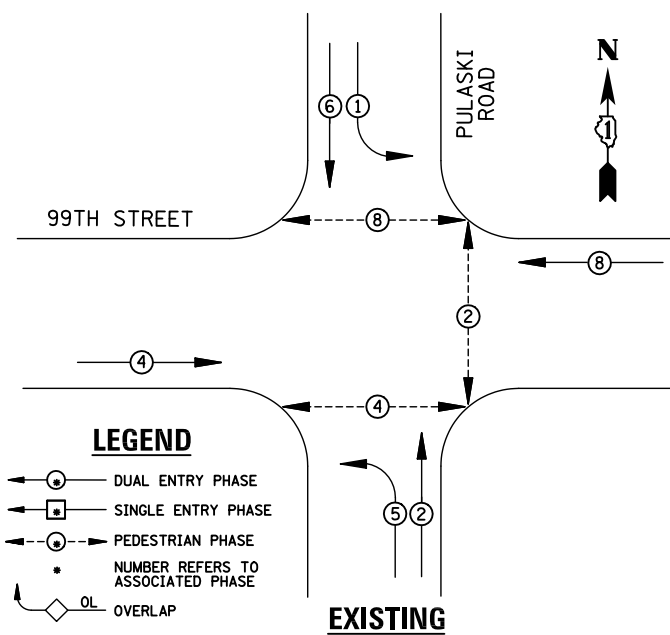 6
1
PULASKI
ROAD
N
1
99TH STREET
8
8
2
4
4
5
2
LEGEND
* DUAL ENTRY PHASE
* SINGLE ENTRY PHASE
* PEDESTRIAN PHASE
* NUMBER REFERS TO
ASSOCIATED PHASE
OL OVERLAP
EXISTING